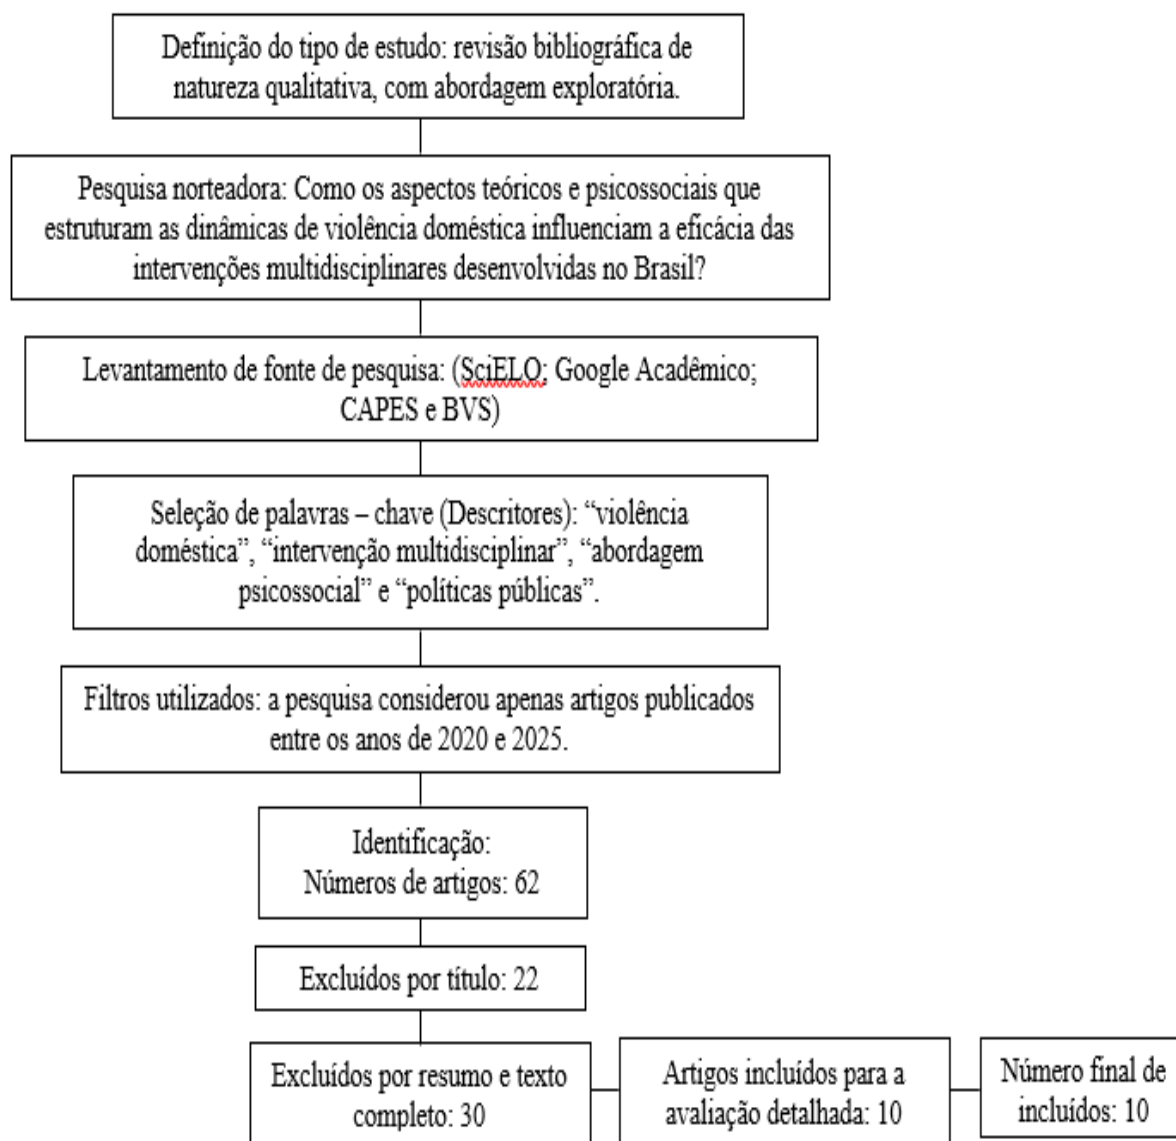 Definição do tipo de estudo: revisão bibliográfica de
natureza qualitativa, com abordagem exploratória.
Pesquisa norteadora: Como os aspectos teóricos e psicossociais que
estruturam as dinâmicas de violência doméstica influenciam a eficácia das
intervenções multidisciplinares desenvolvidas no Brasil?
Levantamento de fonte de pesquisa: (SciELO; Google Acadêmico;
CAPES e BVS)
Seleção de palavras – chave (Descritores): “violência
doméstica”, “intervenção multidisciplinar”, “abordagem
psicossocial” e “políticas públicas”.
Filtros utilizados: a pesquisa considerou apenas artigos publicados
entre os anos de 2020 e 2025.
Identificação:
Números de artigos: 62
Excluídos por título: 22
Excluídos por resumo e texto
completo: 30
Artigos incluídos para a
avaliação detalhada: 10
Número final de
incluídos: 10